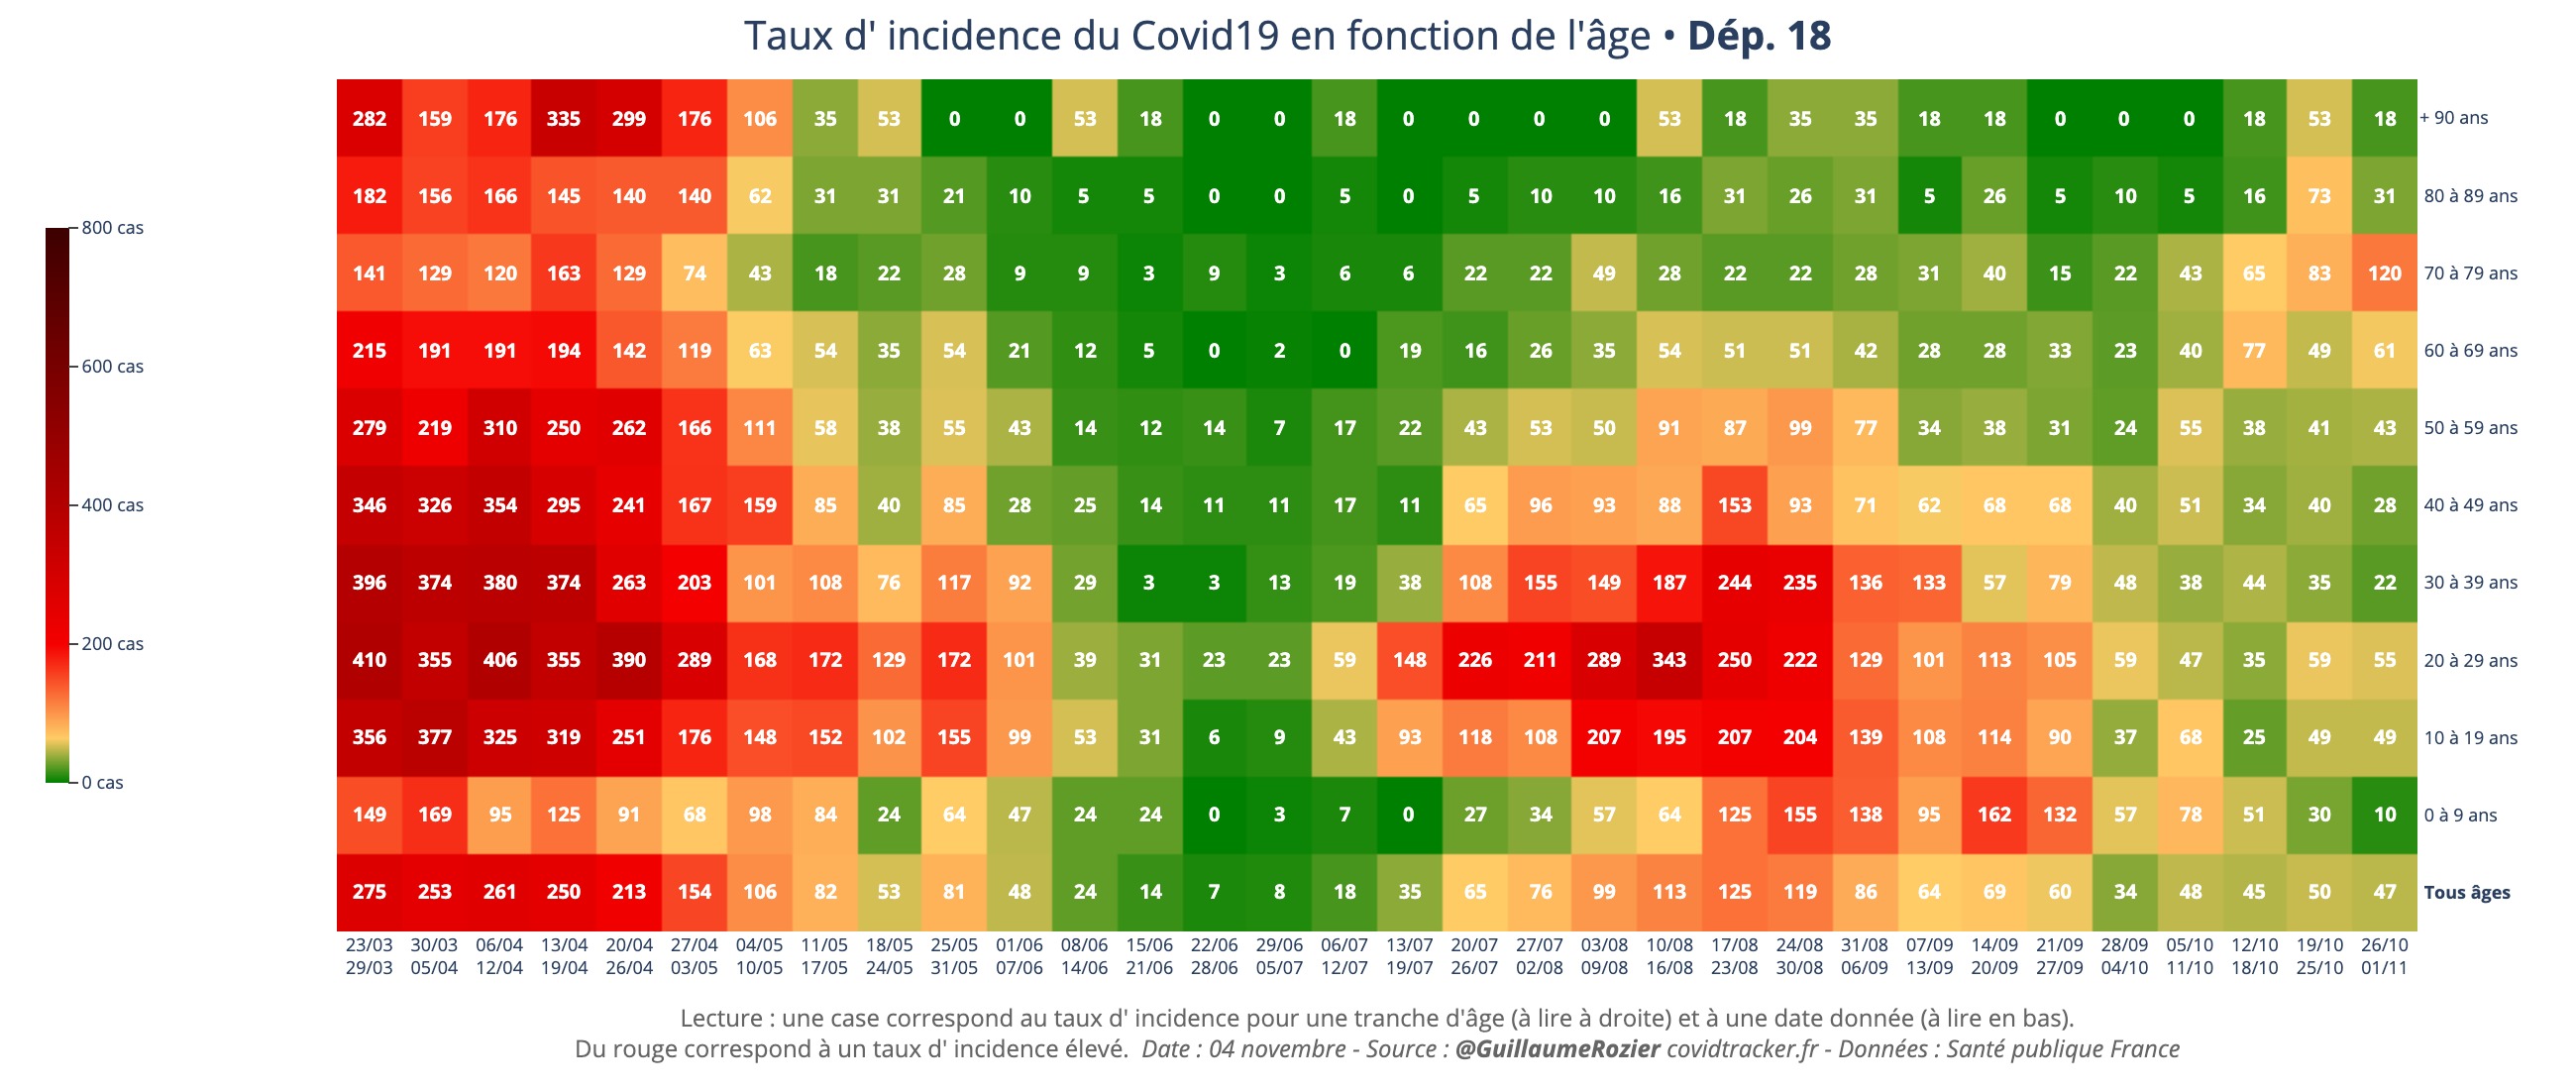 Taux d' incidence du Covid19 en fonction de l'âge • Dép. 18
800 cas
600 cas
400 cas
200 cas
0 cas
282 159 176 335 299 176 106 35 53 0 0 53 18 0 0 18 0 0 0 0 53 18 35 35 18 18 0 0 0 18 53 18 + 90 ans
182 156 166 145 140 140 62 31 31 21 10 5 5 0 0 5 0 5 10 10 16 31 26 31 5 26 5 10 5 16 73 31 80 à 89 ans
141 129 120 163 129 74 43 18 22 28 9 9 3 9 3 6 6 22 22 49 28 22 22 28 31 40 15 22 43 65 83 120 70 à 79 ans
215 191 191 194 142 119 63 54 35 54 21 12 5 0 2 0 19 16 26 35 54 51 51 42 28 28 33 23 40 77 49 61 60 à 69 ans
279 219 310 250 262 166 111 58 38 55 43 14 12 14 7 17 22 43 53 50 91 87 99 77 34 38 31 24 55 38 41 43 50 à 59 ans
346 326 354 295 241 167 159 85 40 85 28 25 14 11 11 17 11 65 96 93 88 153 93 71 62 68 68 40 51 34 40 28 40 à 49 ans
396 374 380 374 263 203 101 108 76 117 92 29 3 3 13 19 38 108 155 149 187 244 235 136 133 57 79 48 38 44 35 22 30 à 39 ans
410 355 406 355 390 289 168 172 129 172 101 39 31 23 23 59 148 226 211 289 343 250 222 129 101 113 105 59 47 35 59 55 20 à 29 ans
356 377 325 319 251 176 148 152 102 155 99 53 31 6 9 43 93 118 108 207 195 207 204 139 108 114 90 37 68 25 49 49 10 à 19 ans
149 169 95 125 91 68 98 84 24 64 47 24 24 0 3 7 0 27 34 57 64 125 155 138 95 162 132 57 78 51 30 10 0 à 9 ans
275 253 261 250 213 154 106 82 53 81 48 24 14 7 8 18 35 65 76 99 113 125 119 86 64 69 60 34 48 45 50 47 Tous âges
23/03 30/03 06/04 13/04 20/04 27/04 04/05 11/05 18/05 25/05 01/06 08/06 15/06 22/06 29/06 06/07 13/07 20/07 27/07 03/08 10/08 17/08 24/08 31/08 07/09 14/09 21/09 28/09 05/10 12/10 19/10 26/10
29/03 05/04 12/04 19/04 26/04 03/05 10/05 17/05 24/05 31/05 07/06 14/06 21/06 28/06 05/07 12/07 19/07 26/07 02/08 09/08 16/08 23/08 30/08 06/09 13/09 20/09 27/09 04/10 11/10 18/10 25/10 01/11
Lecture : une case correspond au taux d' incidence pour une tranche d'âge (à lire à droite) et à une date donnée (à lire en bas).
Du rouge correspond à un taux d' incidence élevé. Date : 04 novembre - Source : @GuillaumeRozier covidtracker.fr - Données : Santé publique France